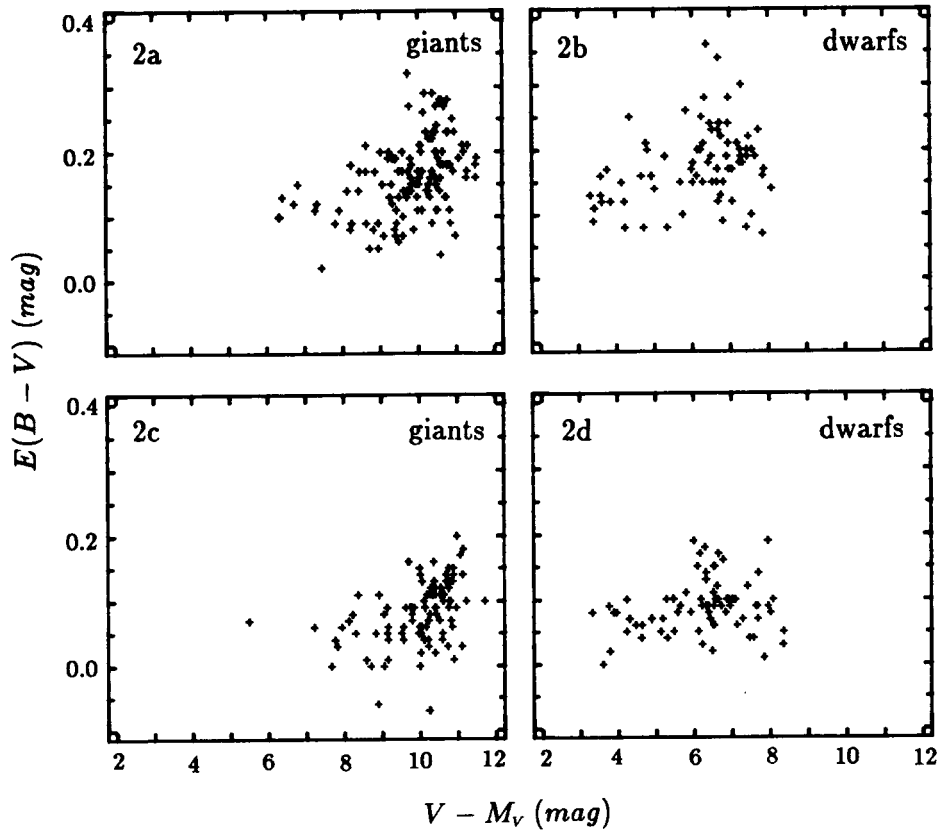 0.4
2a
giants
2b
dwarfs
0.2
0.0
E(B − V) (mag)
0.4
2c
giants
2d
dwarfs
0.2
0.0
2 4 6 8 10 12 2 4 6 8 10 12
V − M_V (mag)